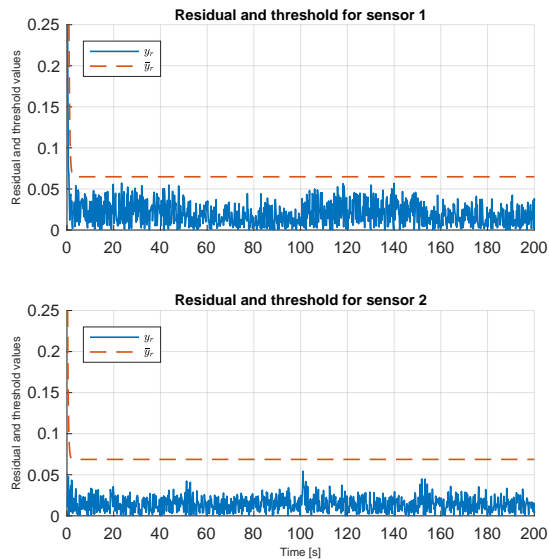 Residual and threshold for sensor 1
Residual and threshold values
0.25
0.2
0.15
0.1
0.05
0
y_r
ȳ_r
0 20 40 60 80 100 120 140 160 180 200
Residual and threshold for sensor 2
Residual and threshold values
0.25
0.2
0.15
0.1
0.05
0
y_r
ȳ_r
0 20 40 60 80 100 120 140 160 180 200
Time [s]